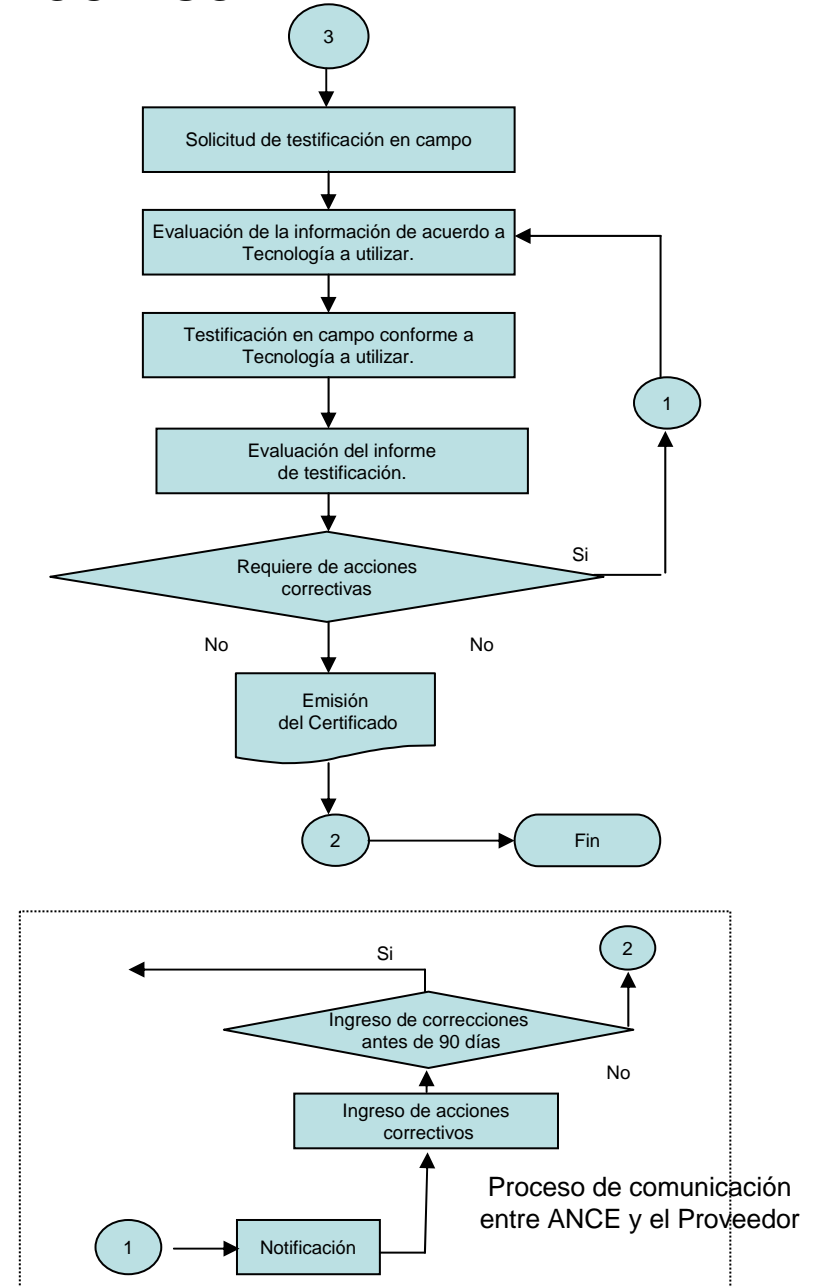 3
Solicitud de testificación en campo
Evaluación de la información de acuerdo a
Tecnología a utilizar.
Testificación en campo conforme a
Tecnología a utilizar.
1
Evaluación del informe
de testificación.
Si
Requiere de acciones
correctivas
No
No
Emisión
del Certificado
2
Fin
Si
2
Ingreso de correcciones
antes de 90 días
No
Ingreso de acciones
correctivos
Proceso de comunicación
entre ANCE y el Proveedor
1
Notificación